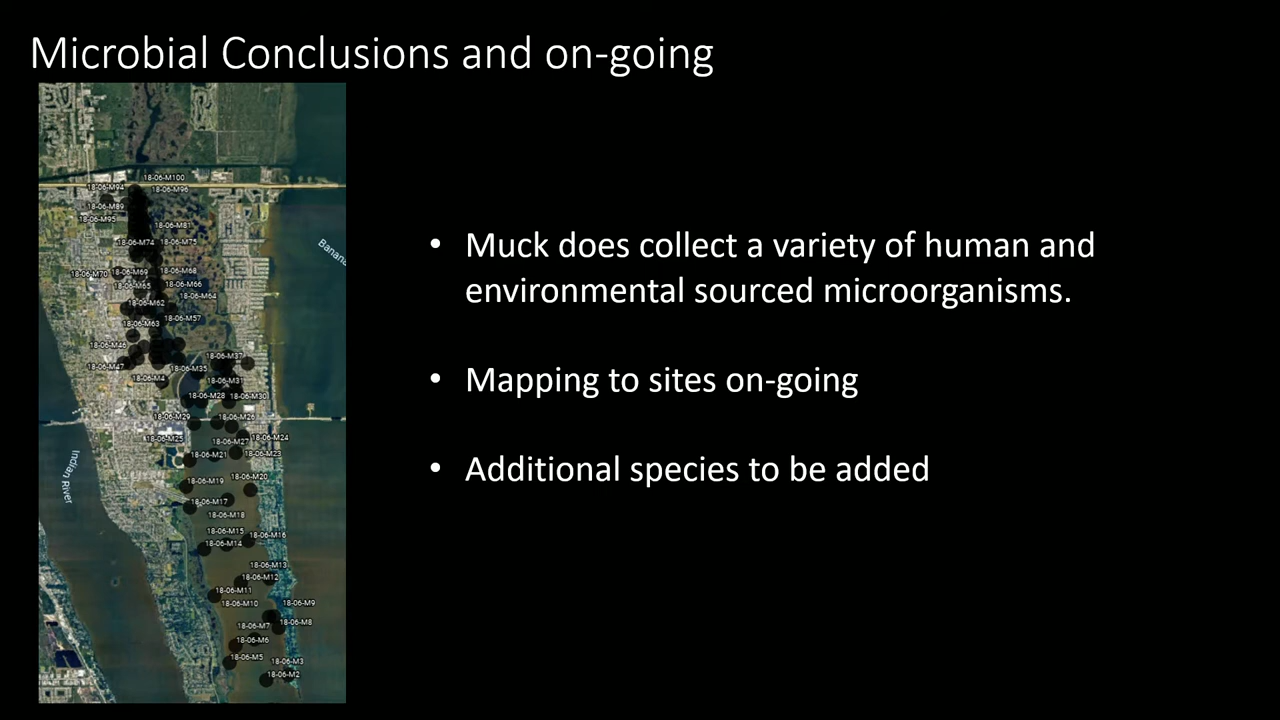 Microbial Conclusions and on-going
18-06-M100
18-06-M94
18-06-M96
18-06-M89
18-06-M95
18-06-M81
18-06-M74
18-06-M75
Banana
18-06-M70
18-06-M69
18-06-M68
18-06-M65
18-06-M66
18-06-M64
18-06-M62
18-06-M57
18-06-M63
18-06-M46
18-06-M37
18-06-M47
18-06-M35
18-06-M4
18-06-M31
18-06-M28
18-06-M30
18-06-M29
18-06-M26
18-06-M25
18-06-M27
18-06-M24
18-06-M21
18-06-M23
Indian River
18-06-M19
18-06-M20
18-06-M17
18-06-M18
18-06-M15
18-06-M16
18-06-M14
18-06-M13
18-06-M12
18-06-M11
18-06-M10
18-06-M9
18-06-M7
18-06-M8
18-06-M6
18-06-M5
18-06-M3
18-06-M2
• Muck does collect a variety of human and
environmental sourced microorganisms.
• Mapping to sites on-going
• Additional species to be added